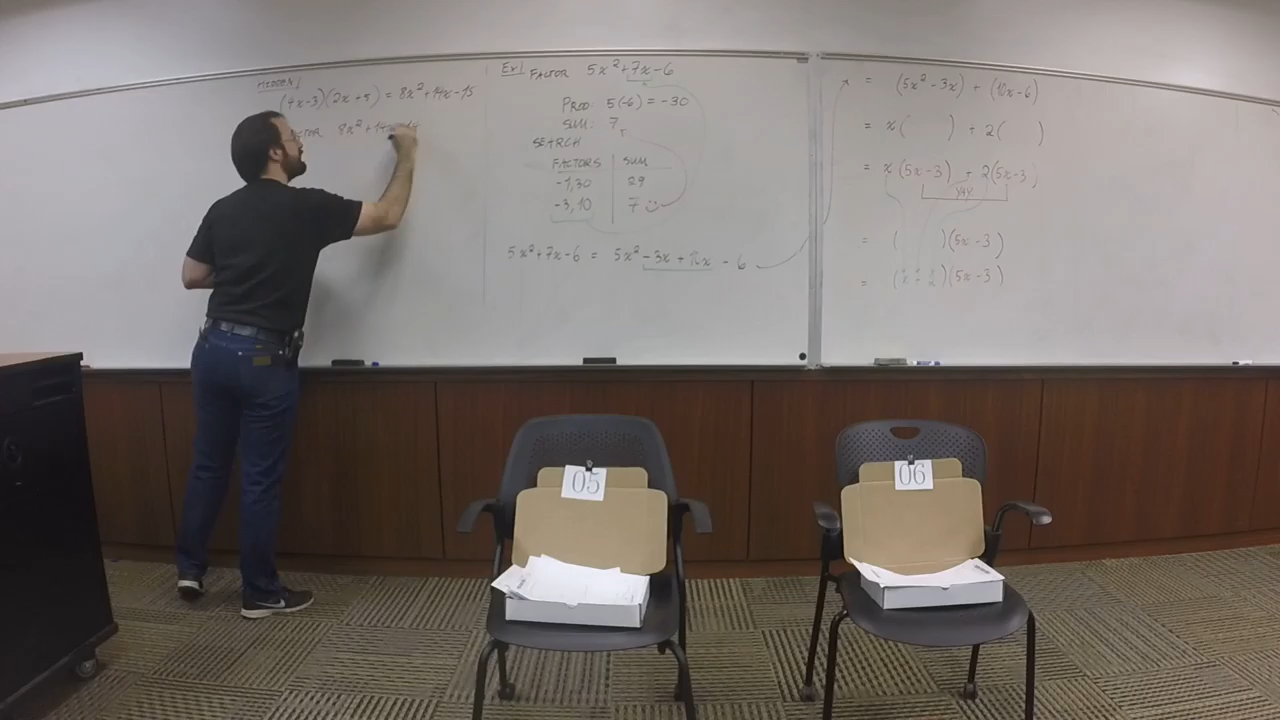 HIDDEN!
(4x-3)(2x+5) = 8x²+14x-15
8x²+14x
Ex1 FACTOR 5x²+7x-6
PROD: 5(-6) = -30
SUM: 7
SEARCH
FACTORS | SUM
-1,30 | 29
-3,10 | 7
5x²+7x-6 = 5x²-3x+10x-6
= (5x²-3x) + (10x-6)
= x( ) + 2( )
= x(5x-3) + 2(5x-3)
YAY
= ( )(5x-3)
= (x+2)(5x-3)
05
06